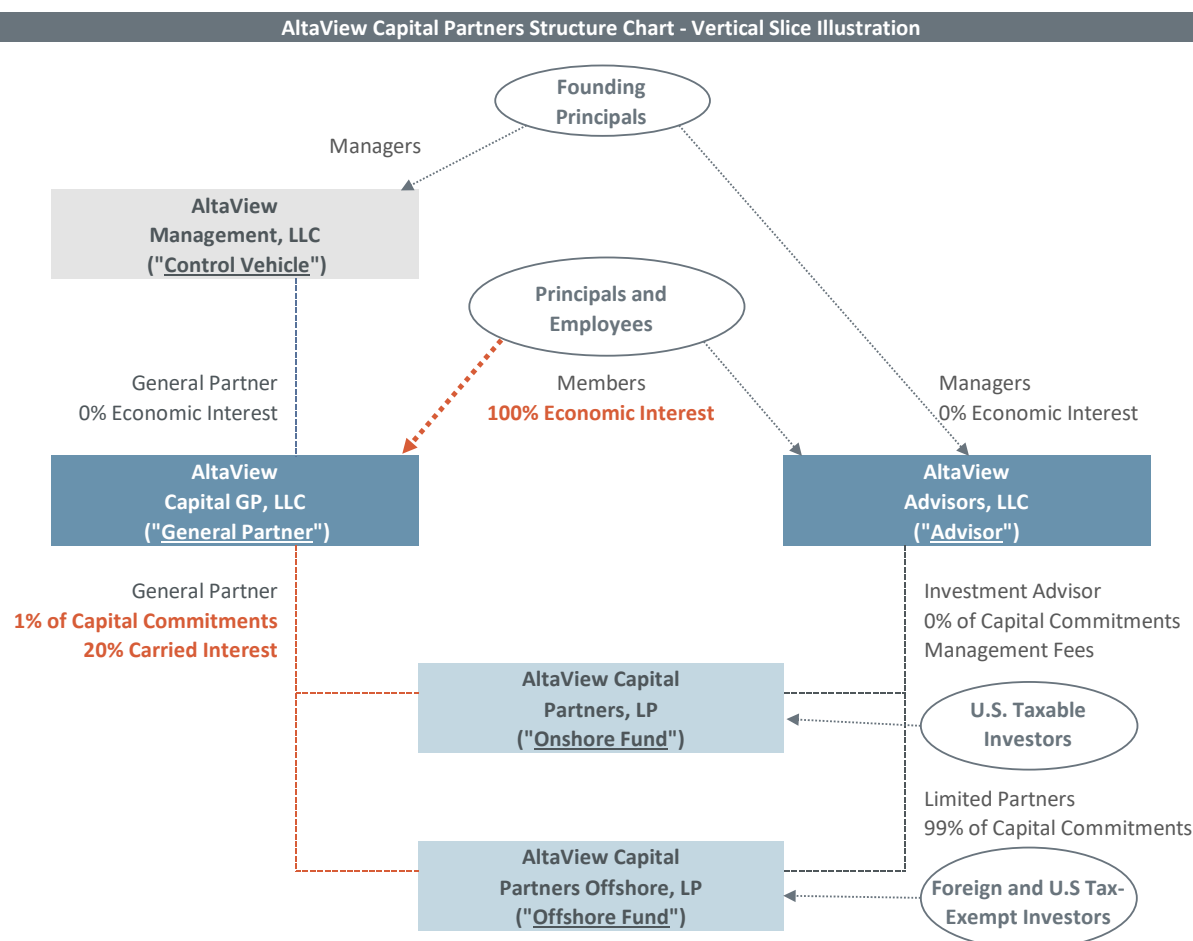 AltaView Capital Partners Structure Chart - Vertical Slice Illustration
Founding
Principals
Managers
AltaView
Management, LLC
("Control Vehicle")
Principals and
Employees
General Partner
0% Economic Interest
Members
100% Economic Interest
Managers
0% Economic Interest
AltaView
Capital GP, LLC
("General Partner")
AltaView
Advisors, LLC
("Advisor")
General Partner
1% of Capital Commitments
20% Carried Interest
Investment Advisor
0% of Capital Commitments
Management Fees
AltaView Capital
Partners, LP
("Onshore Fund")
U.S. Taxable
Investors
Limited Partners
99% of Capital Commitments
AltaView Capital
Partners Offshore, LP
("Offshore Fund")
Foreign and U.S Tax-
Exempt Investors